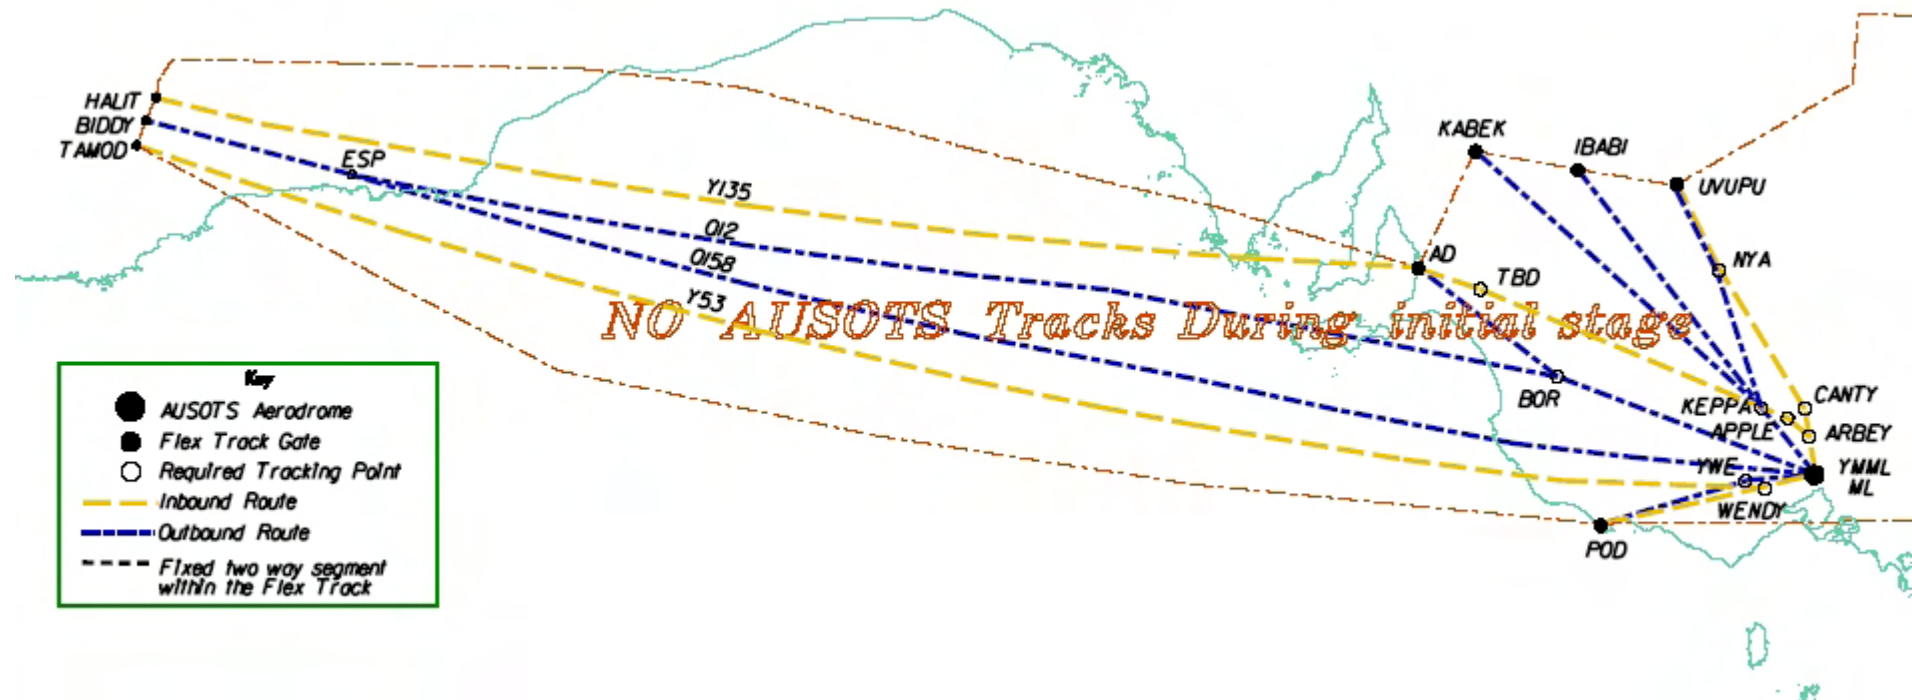 HALIT
BIDDY
TAMOD
ESP
Y135
O12
O158
Y53
KABEK
IBABI
UVUPU
NYA
AD
TBD
NO AUSOTS Tracks During initial stage
BOR
KEPPA
CANTY
APPLE
ARBEY
YWE
YMML
ML
WENDY
POD
Key
AUSOTS Aerodrome
Flex Track Gate
Required Tracking Point
Inbound Route
Outbound Route
Fixed two way segment
within the Flex Track